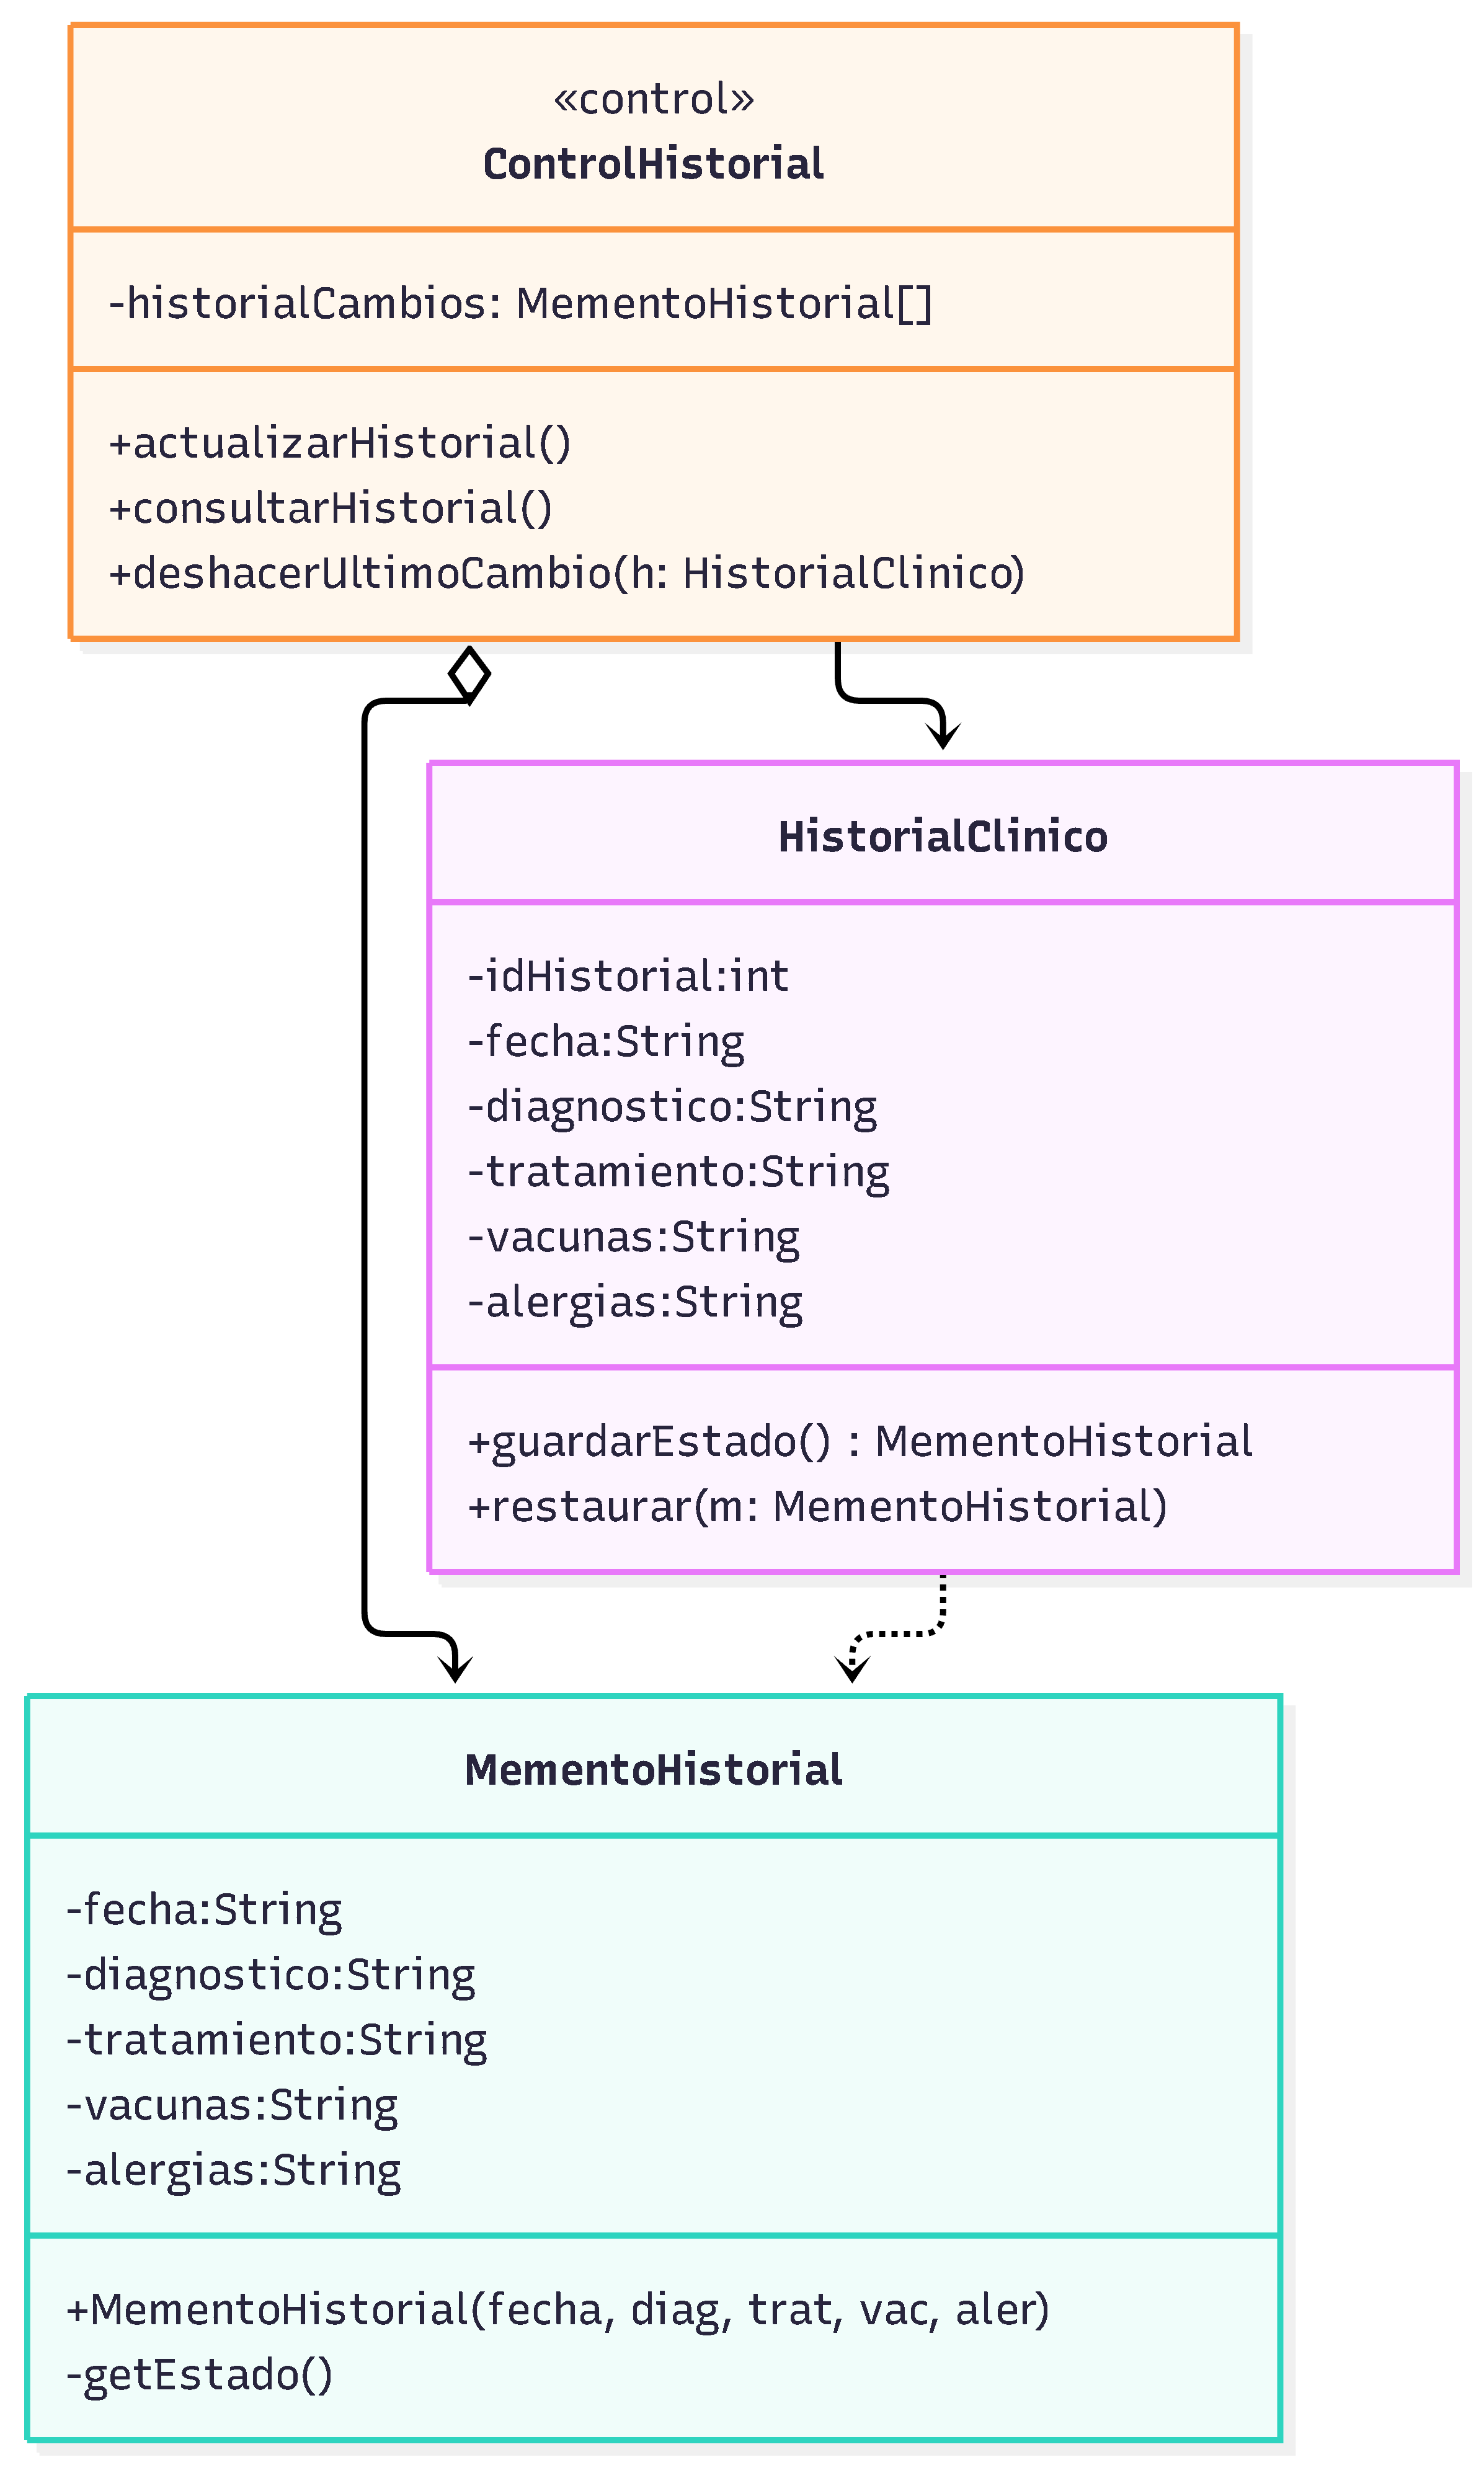 «control»
ControlHistorial
-historialCambios: MementoHistorial[]
+actualizarHistorial()
+consultarHistorial()
+deshacerUltimoCambio(h: HistorialClinico)
HistorialClinico
-idHistorial:int
-fecha:String
-diagnostico:String
-tratamiento:String
-vacunas:String
-alergias:String
+guardarEstado() : MementoHistorial
+restaurar(m: MementoHistorial)
MementoHistorial
-fecha:String
-diagnostico:String
-tratamiento:String
-vacunas:String
-alergias:String
+MementoHistorial(fecha, diag, trat, vac, aler)
-getEstado()